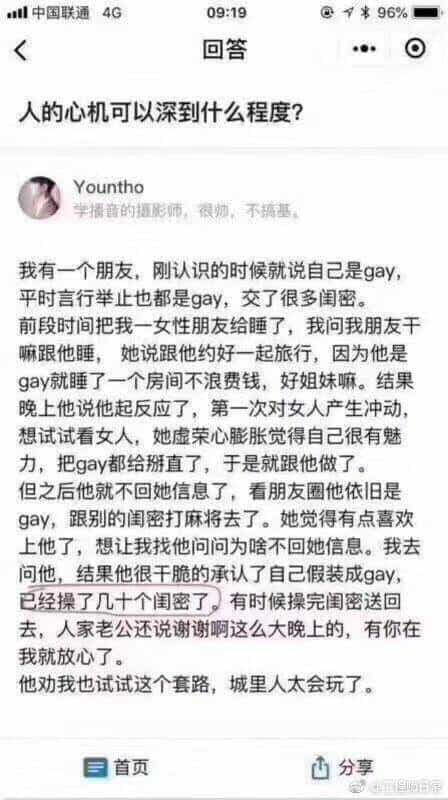 中国联通 4G 09:19 96%
回答
人的心机可以深到什么程度?
Yountho
学播音的摄影师，很帅，不搞基。
我有一个朋友，刚认识的时候就说自己是gay，
平时言行举止也都是gay，交了很多闺密。
前段时间把我一女性朋友给睡了，我问我朋友干
嘛跟他睡， 她说跟他约好一起旅行，因为他是
gay就睡了一个房间不浪费钱，好姐妹嘛。结果
晚上他说他起反应了，第一次对女人产生冲动，
想试试看女人，她虚荣心膨胀觉得自己很有魅
力，把gay都给掰直了，于是就跟他做了。
但之后他就不回她信息了，看朋友圈他依旧是
gay，跟别的闺密打麻将去了。她觉得有点喜欢
上他了，想让我找他问问为啥不回她信息。我去
问他，结果他很干脆的承认了自己假装成gay，
已经操了几十个闺密了。有时候操完闺密送回
去，人家老公还说谢谢啊这么大晚上的，有你在
我就放心了。
他劝我也试试这个套路，城里人太会玩了。
首页
分享